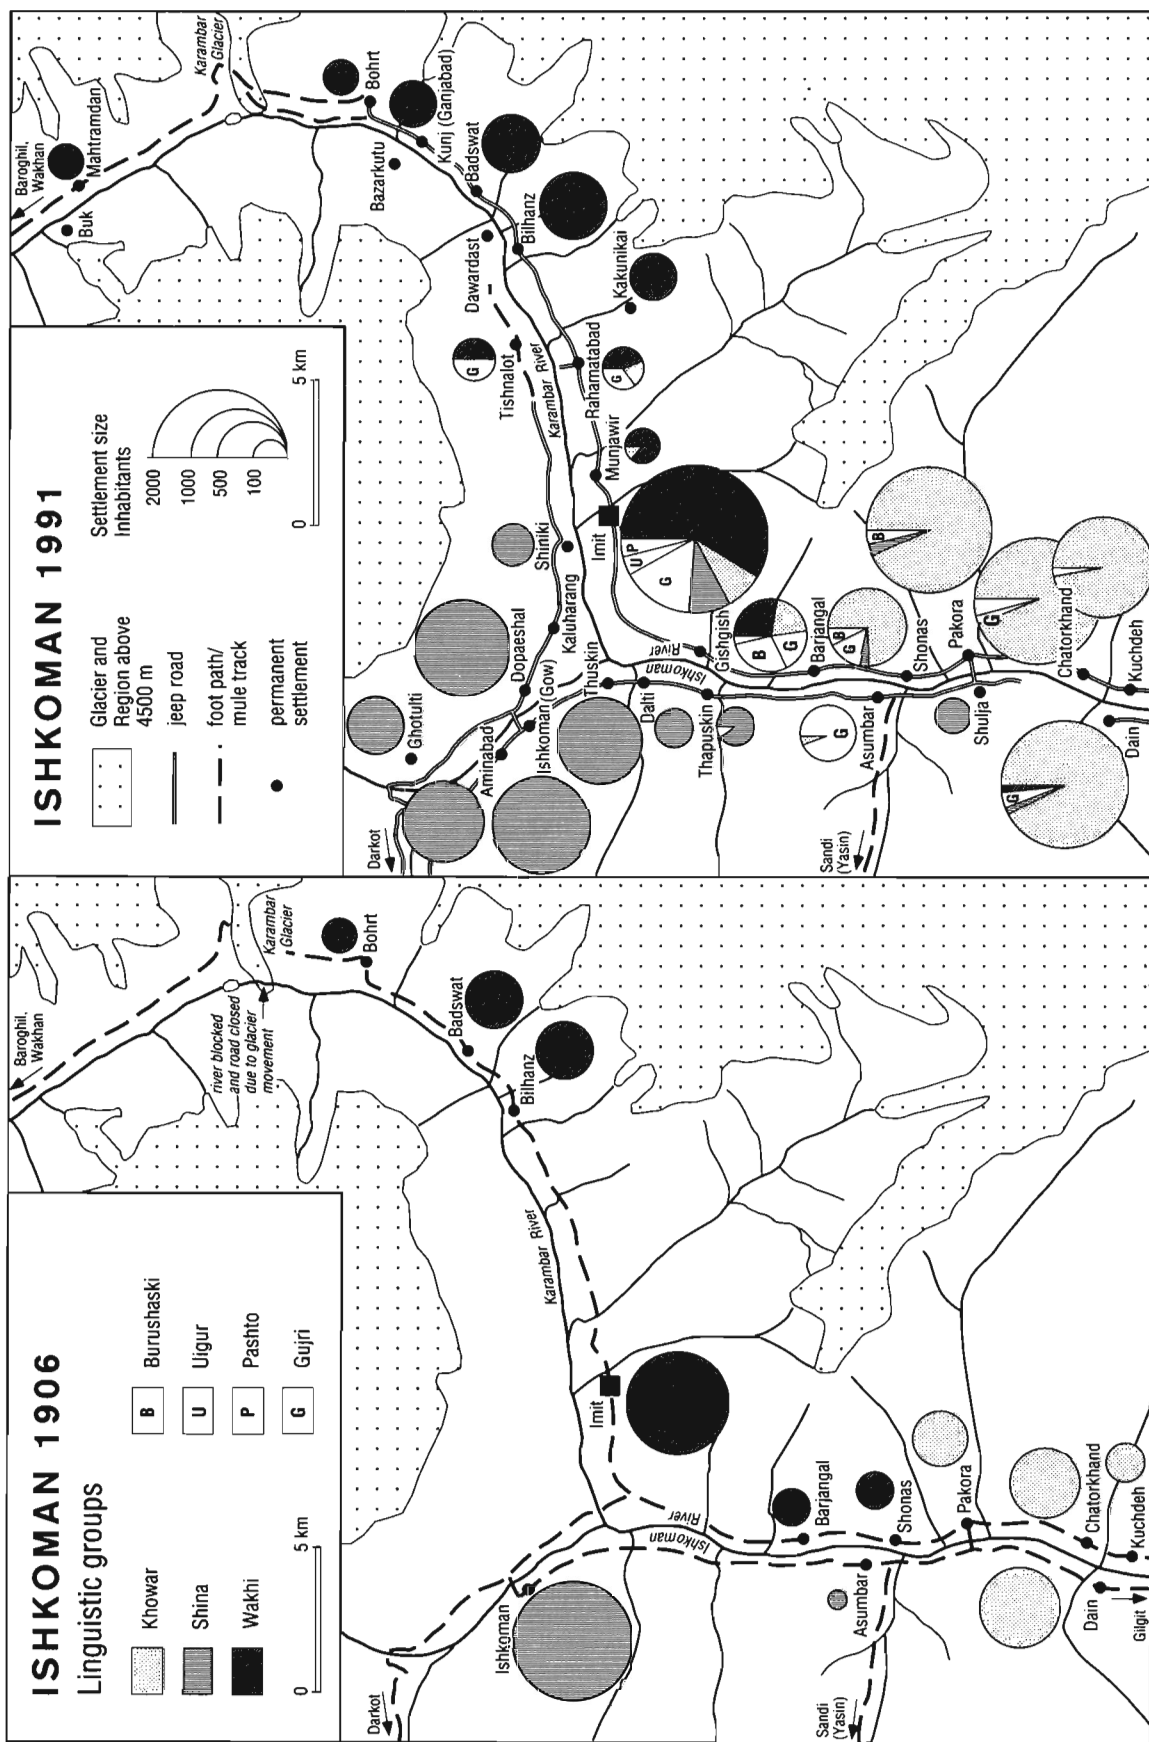 ISHKOMAN 1906
Linguistic groups
Khowar
Shina
Wakhi
B Burushaski
U Uigur
P Pashto
G Gujri
0 5 km
Baroghil,
Wakhan
river blocked
and road closed
due to glacier
movement
Karambar
Glacier
Bohrt
Badswat
Bilhanz
Karambar River
Imit
Darkot
Ishkoman
Ishkoman River
Barjangal
Shonas
Asumbar
Sandi
(Yasin)
Pakora
Chatorkhand
Kuchdeh
Dain
Gilgit
ISHKOMAN 1991
Glacier and
Region above
4500 m
jeep road
foot path/
mule track
permanent
settlement
Settlement size
Inhabitants
2000
1000
500
100
0 5 km
Baroghil,
Wakhan
Mahtramdan
Buk
Karambar
Glacier
Bohrt
Kunj (Ganjabad)
Bazarkutu
Badswat
Dawardast
Bilhanz
Kakunikai
Tishnalot
G
Karambar River
Rahamatabad
G
Munjawir
Shiniki
Imit
U
P
G
Kaluharang
Dopaeshal
Ghotulti
Ishkoman (Gow)
Aminabad
Darkot
Thuskin
Dalti
Thapuskin
Ishkoman River
Gishgish
B
G
Barjangal
G
B
Shonas
B
Asumbar
G
Sandi
(Yasin)
Pakora
G
Shulja
Chatorkhand
Kuchdeh
Dain
G